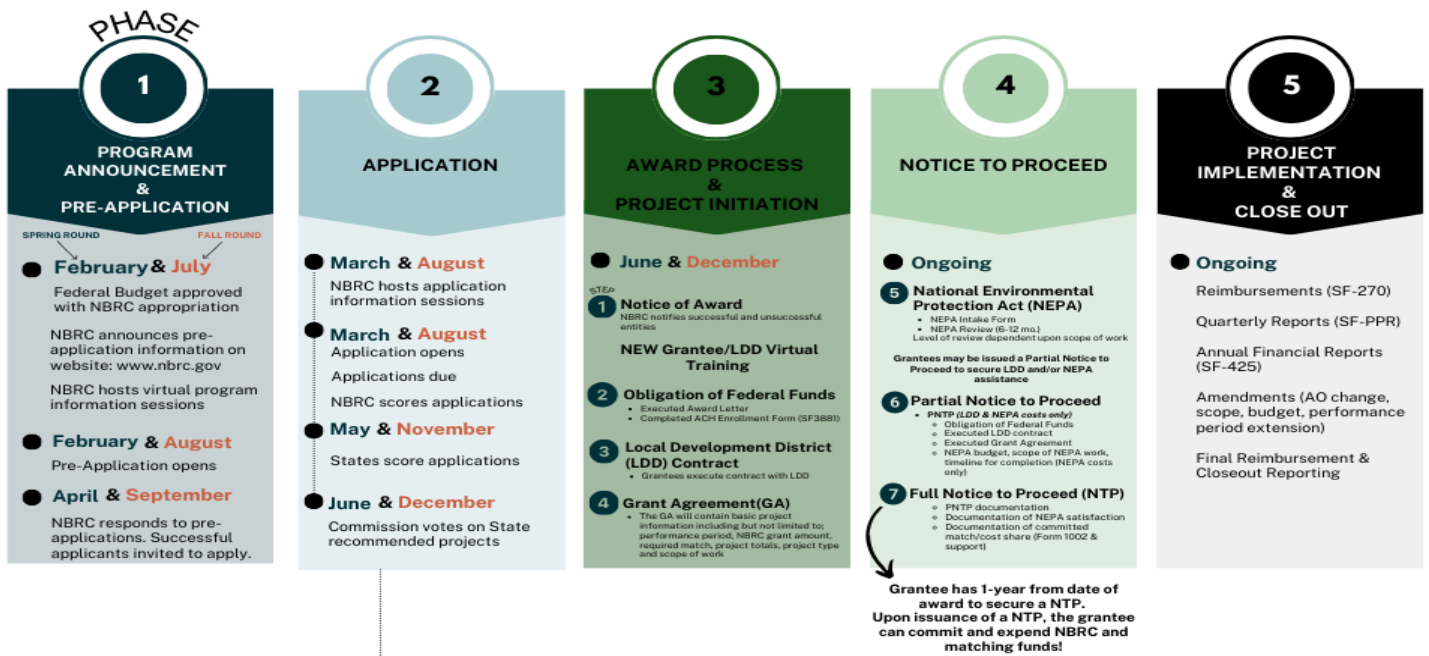 PHASE
1
PROGRAM
ANNOUNCEMENT
&
PRE-APPLICATION
SPRING ROUND
FALL ROUND
February & July
Federal Budget approved
with NBRC appropriation
NBRC announces pre-
application information on
website: www.nbrc.gov
NBRC hosts virtual program
information sessions
February & August
Pre-Application opens
April & September
NBRC responds to pre-
applications. Successful
applicants invited to apply.
2
APPLICATION
March & August
NBRC hosts application
information sessions
March & August
Application opens
Applications due
NBRC scores applications
May & November
States score applications
June & December
Commission votes on State
recommended projects
3
AWARD PROCESS
&
PROJECT INITIATION
June & December
STEP
1 Notice of Award
NBRC notifies successful and unsuccessful
entities
NEW Grantee/LDD Virtual
Training
2 Obligation of Federal Funds
• Executed Award Letter
• Completed ACH Enrollment Form (SF3881)
3 Local Development District
(LDD) Contract
• Grantees execute contract with LDD
4 Grant Agreement(GA)
• The GA will contain basic project
information including but not limited to;
performance period, NBRC grant amount,
required match, project totals, project type
and scope of work
4
NOTICE TO PROCEED
Ongoing
5 National Environmental
Protection Act (NEPA)
• NEPA Intake Form
• NEPA Review (6-12 mo.)
Level of review dependent upon scope of work
Grantees may be issued a Partial Notice to
Proceed to secure LDD and/or NEPA
assistance
6 Partial Notice to Proceed
• PNTP (LDD & NEPA costs only)
○ Obligation of Federal Funds
○ Executed LDD contract
○ Executed Grant Agreement
○ NEPA budget, scope of NEPA work,
timeline for completion (NEPA costs
only)
7 Full Notice to Proceed (NTP)
○ PNTP documentation
○ Documentation of NEPA satisfaction
○ Documentation of committed
match/cost share (Form 1002 &
support)
Grantee has 1-year from date of
award to secure a NTP.
Upon issuance of a NTP, the grantee
can commit and expend NBRC and
matching funds!
5
PROJECT
IMPLEMENTATION
&
CLOSE OUT
Ongoing
Reimbursements (SF-270)
Quarterly Reports (SF-PPR)
Annual Financial Reports
(SF-425)
Amendments (AO change,
scope, budget, performance
period extension)
Final Reimbursement &
Closeout Reporting